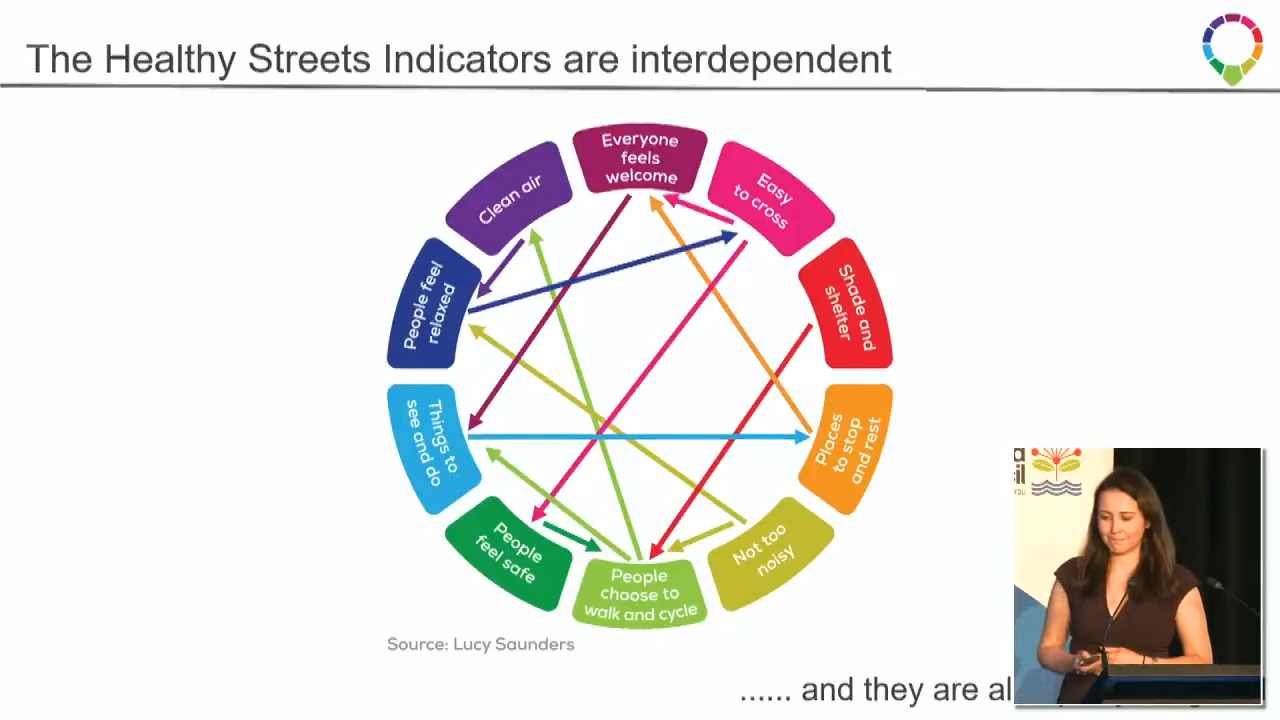 The Healthy Streets Indicators are interdependent
Everyone
feels
welcome
Easy
to cross
Shade and
shelter
Places
to stop
and rest
Not too
noisy
People
choose to
walk and cycle
People
feel safe
Things to
see and do
People feel
relaxed
Clean air
Source: Lucy Saunders
...... and they are al